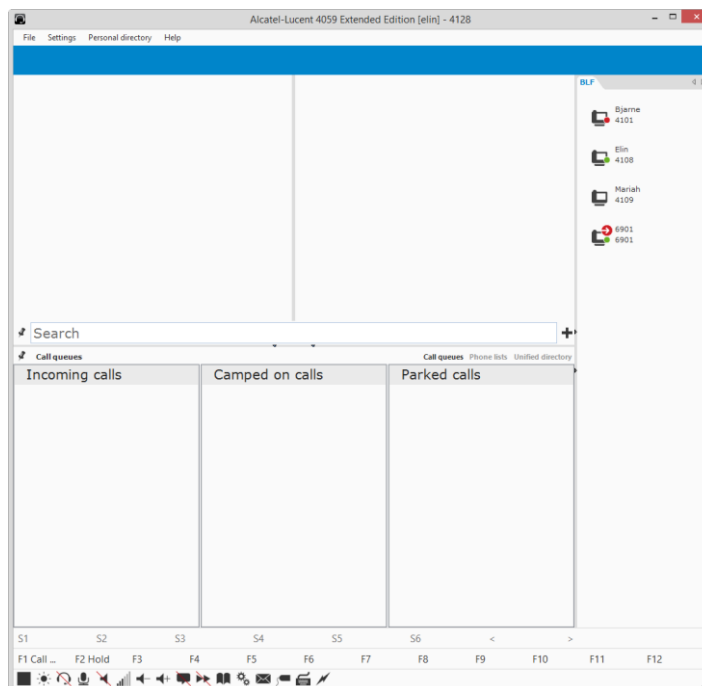 Alcatel-Lucent 4059 Extended Edition [elin] - 4128
File Settings Personal directory Help
BLF
Bjarne
4101
Elin
4108
Mariah
4109
6901
6901
Search
Call queues
Call queues Phone lists Unified directory
Incoming calls
Camped on calls
Parked calls
S1 S2 S3 S4 S5 S6 < >
F1 Call ... F2 Hold F3 F4 F5 F6 F7 F8 F9 F10 F11 F12